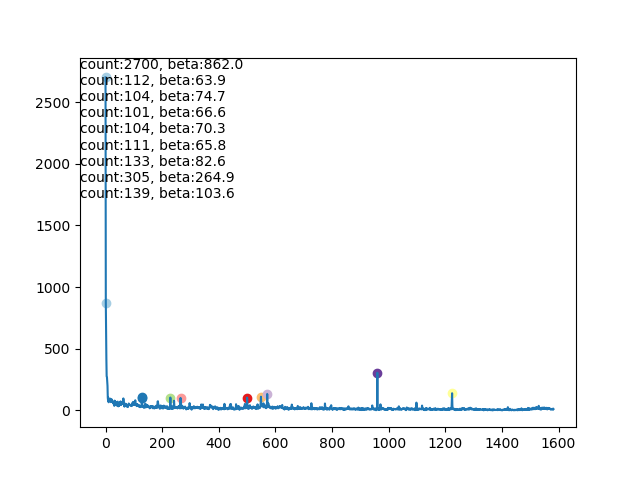 count:2700, beta:862.0
count:112, beta:63.9
count:104, beta:74.7
count:101, beta:66.6
count:104, beta:70.3
count:111, beta:65.8
count:133, beta:82.6
count:305, beta:264.9
count:139, beta:103.6
2500
2000
1500
1000
500
0
0 200 400 600 800 1000 1200 1400 1600